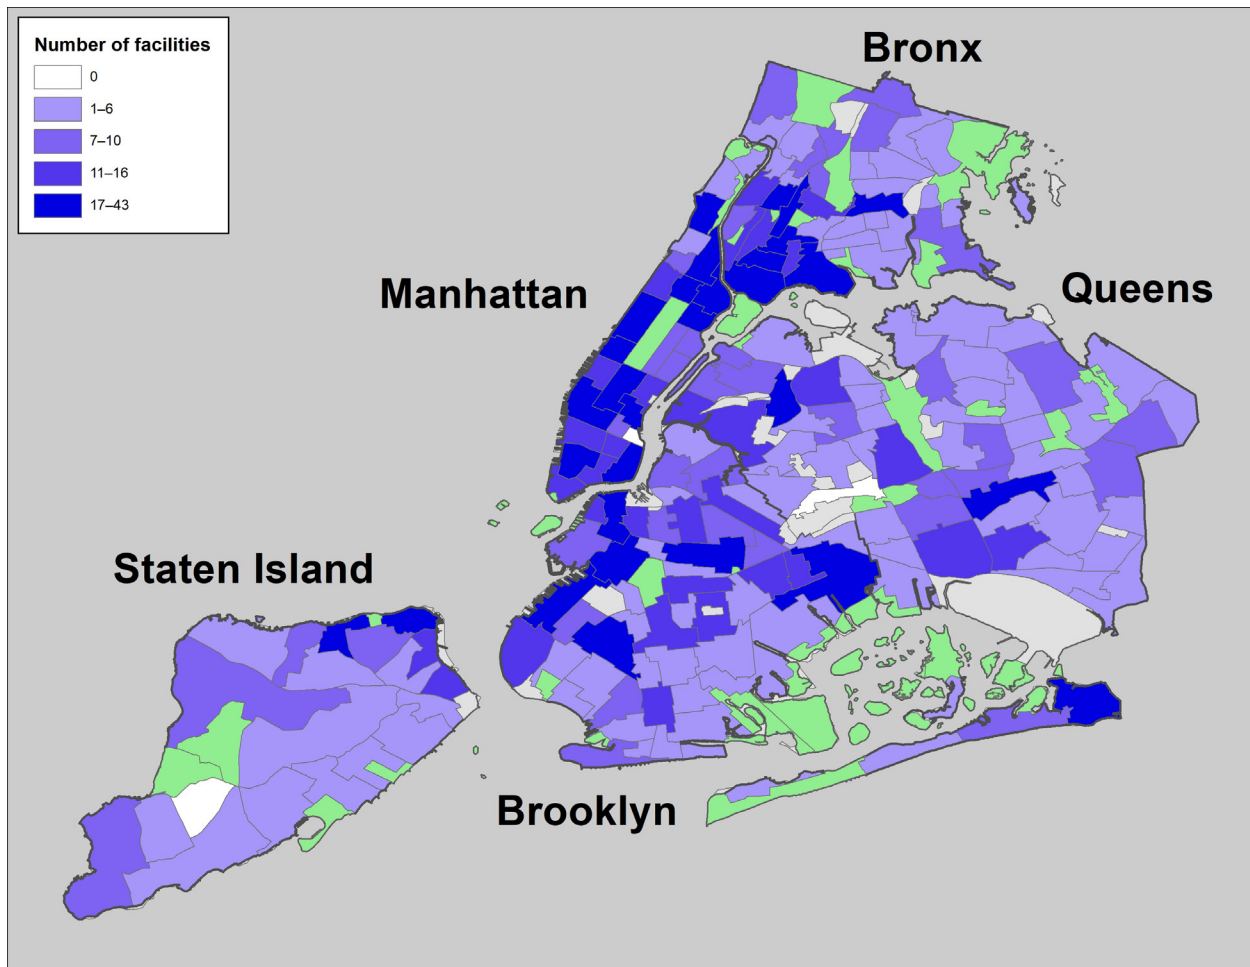 Number of facilities
0
1–6
7–10
11–16
17–43
Bronx
Manhattan
Queens
Staten Island
Brooklyn